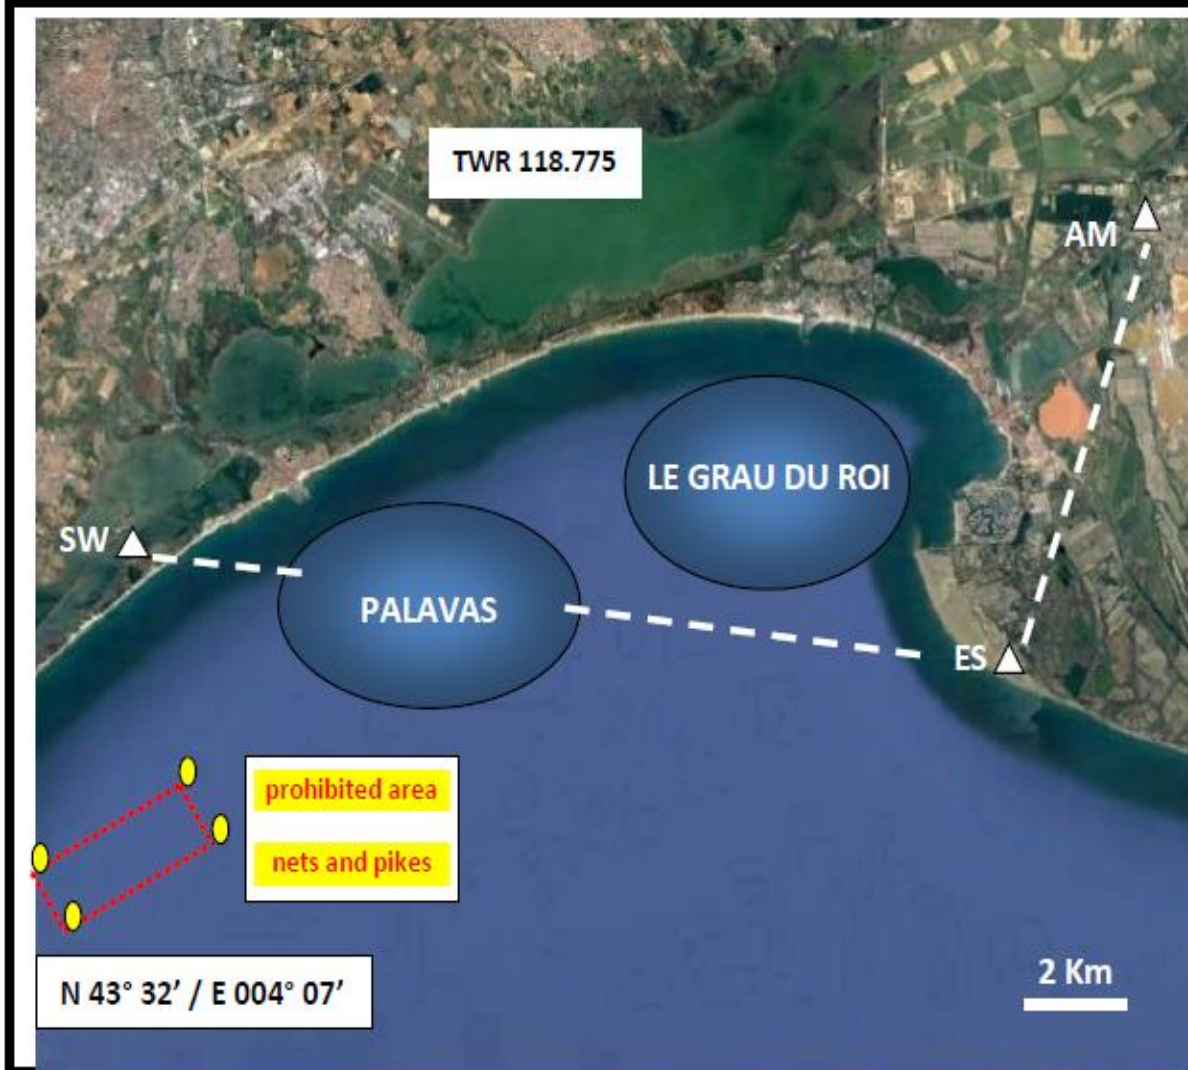 TWR 118.775
AM
LE GRAU DU ROI
SW
PALAVAS
ES
prohibited area
nets and pikes
2 Km
N 43° 32’ / E 004° 07’